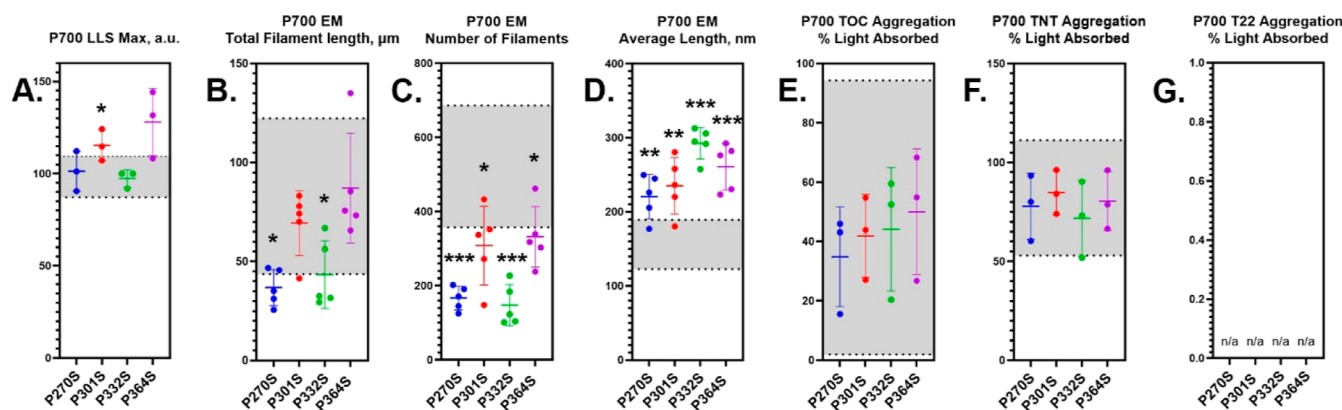 A.
P700 LLS Max, a.u.
150
100
50
0
P270S
P301S
P332S
P364S
*
B.
P700 EM
Total Filament length, µm
150
100
50
0
P270S
P301S
P332S
P364S
*
*
C.
P700 EM
Number of Filaments
800
700
600
500
400
300
200
100
0
P270S
P301S
P332S
P364S
***
*
***
*
D.
P700 EM
Average Length, nm
400
300
200
100
0
P270S
P301S
P332S
P364S
**
**
***
***
E.
P700 TOC Aggregation
% Light Absorbed
100
80
60
40
20
0
P270S
P301S
P332S
P364S
F.
P700 TNT Aggregation
% Light Absorbed
150
100
50
0
P270S
P301S
P332S
P364S
G.
P700 T22 Aggregation
% Light Absorbed
1.0
0.8
0.6
0.4
0.2
0.0
n/a n/a n/a n/a
P270S
P301S
P332S
P364S